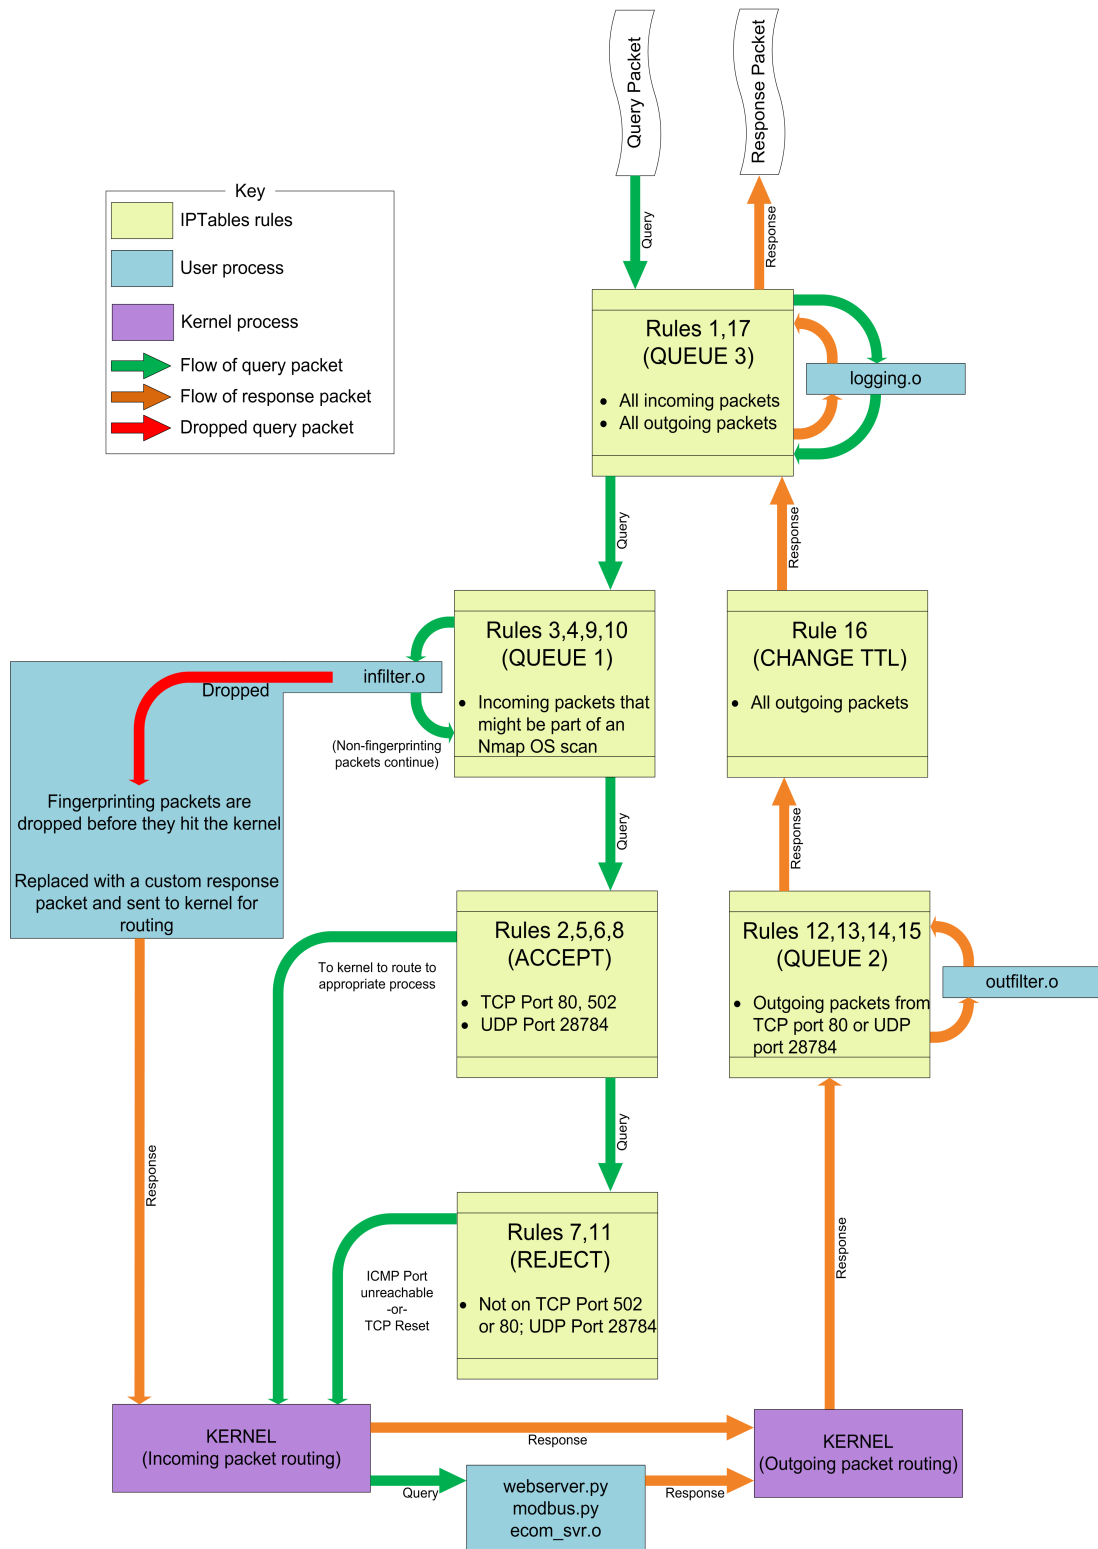 Query Packet
Response Packet
Key
IPTables rules
User process
Kernel process
Flow of query packet
Flow of response packet
Dropped query packet
Query
Response
Rules 1,17
(QUEUE 3)
• All incoming packets
• All outgoing packets
logging.o
Query
Response
Rules 3,4,9,10
(QUEUE 1)
• Incoming packets that
might be part of an
Nmap OS scan
Rule 16
(CHANGE TTL)
• All outgoing packets
infilter.o
Dropped
(Non-fingerprinting
packets continue)
Fingerprinting packets are
dropped before they hit the kernel
Replaced with a custom response
packet and sent to kernel for
routing
Query
Response
Rules 2,5,6,8
(ACCEPT)
• TCP Port 80, 502
• UDP Port 28784
To kernel to route to
appropriate process
Rules 12,13,14,15
(QUEUE 2)
• Outgoing packets from
TCP port 80 or UDP
port 28784
outfilter.o
Query
Response
Rules 7,11
(REJECT)
• Not on TCP Port 502
or 80; UDP Port 28784
ICMP Port
unreachable
-or-
TCP Reset
Response
KERNEL
(Incoming packet routing)
Response
KERNEL
(Outgoing packet routing)
Query
webserver.py
modbus.py
ecom_svr.o
Response